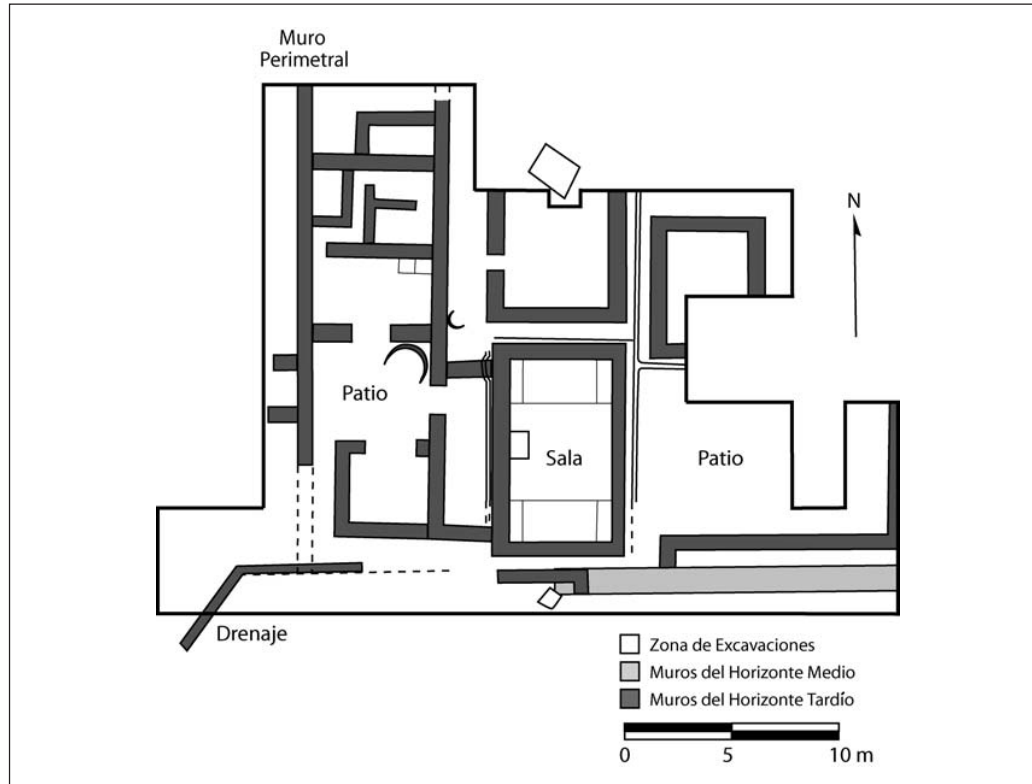 Muro
Perimetral
N
Patio
Sala
Patio
Drenaje
Zona de Excavaciones
Muros del Horizonte Medio
Muros del Horizonte Tardío
0 5 10 m